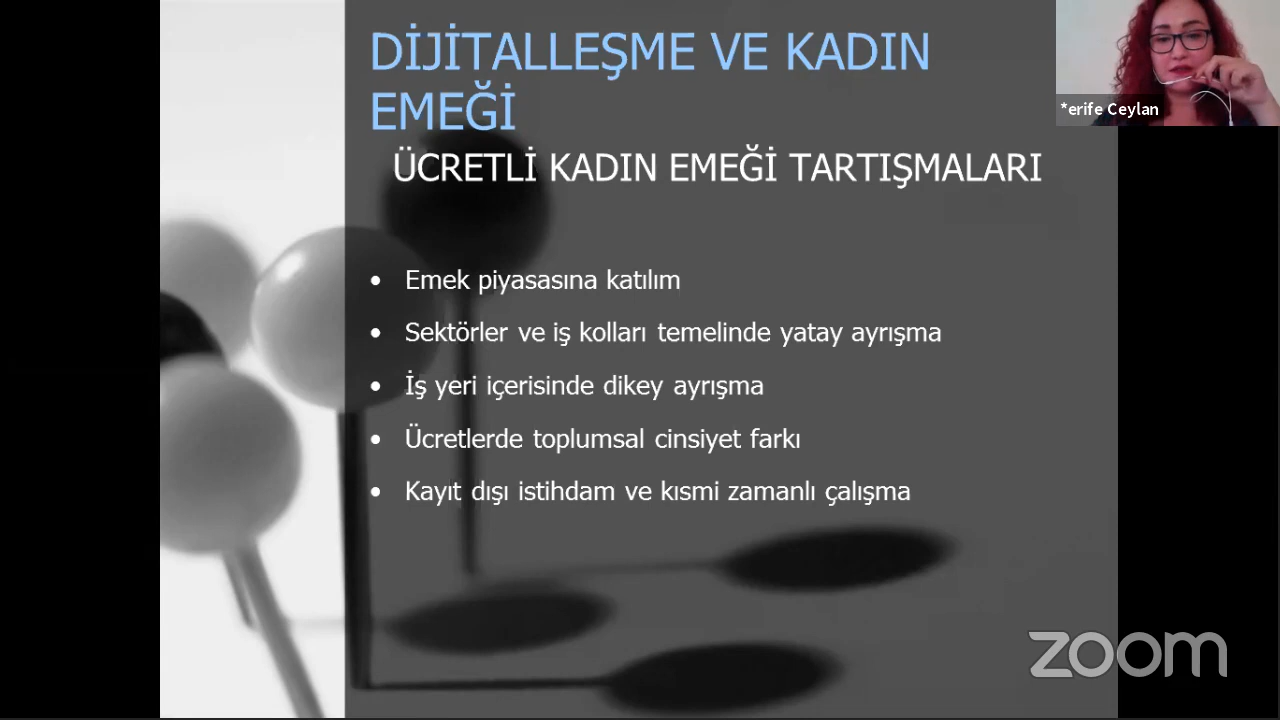 DİJİTALLEŞME VE KADIN
EMEĞİ
ÜCRETLİ KADIN EMEĞİ TARTIŞMALARI
• Emek piyasasına katılım
• Sektörler ve iş kolları temelinde yatay ayrışma
• İş yeri içerisinde dikey ayrışma
• Ücretlerde toplumsal cinsiyet farkı
• Kayıt dışı istihdam ve kısmi zamanlı çalışma
*erife Ceylan
zoom